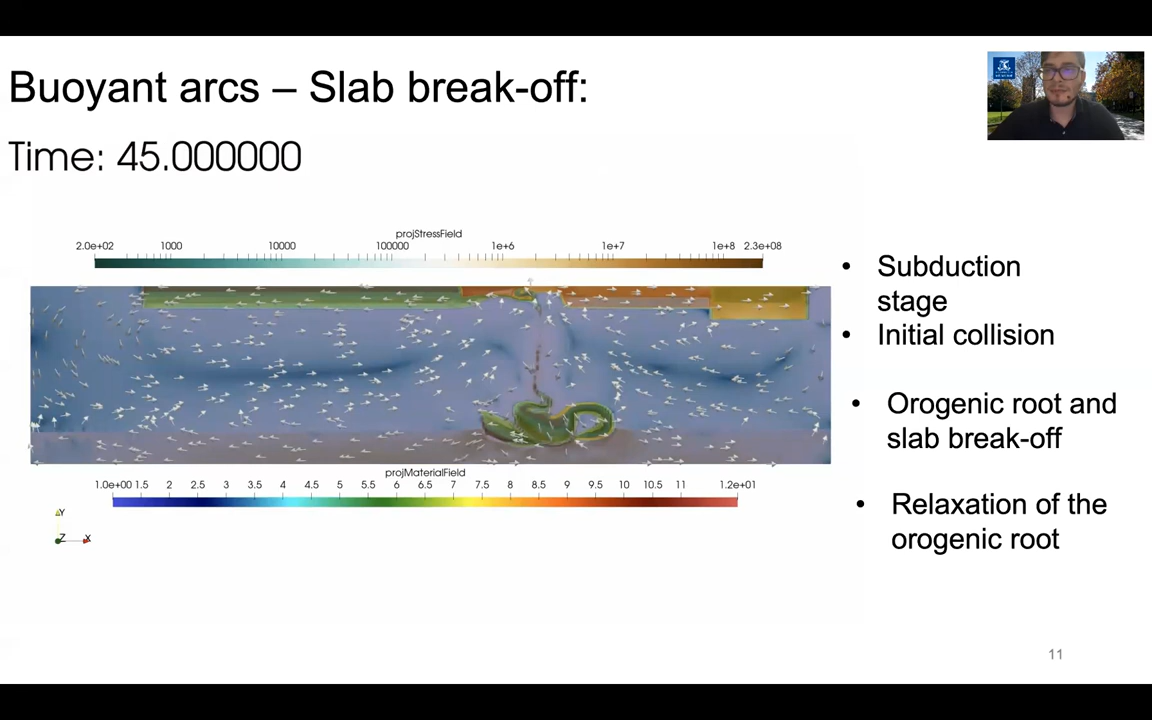 Buoyant arcs – Slab break-off:
Time: 45.000000
projStressField
2.0e+02 1000 10000 100000 1e+6 1e+7 1e+8 2.3e+08
projMaterialField
1.0e+00 1.5 2 2.5 3 3.5 4 4.5 5 5.5 6 6.5 7 7.5 8 8.5 9 9.5 10 10.5 11 1.2e+01
Y
Z X
• Subduction
stage
• Initial collision
• Orogenic root and
slab break-off
• Relaxation of the
orogenic root
11